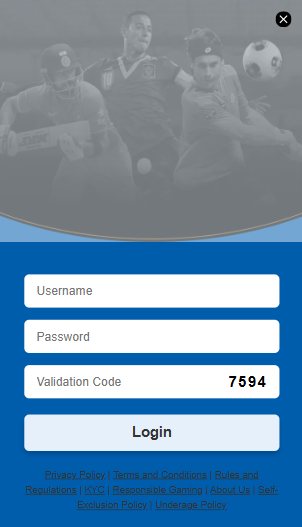 Username
Password
Validation Code 7594
Login
Privacy Policy | Terms and Conditions | Rules and
Regulations | KYC | Responsible Gaming | About Us | Self-
Exclusion Policy | Underage Policy